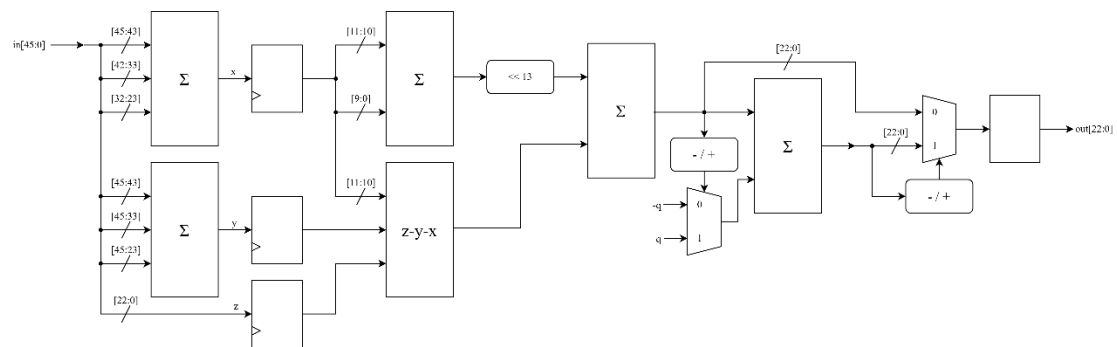 in[45:0]
[45:43]
[42:33]
[32:23]
Σ
x
[11:10]
[9:0]
Σ
<< 13
Σ
[22:0]
- / +
-q
q
0
1
Σ
[22:0]
0
1
- / +
out[22:0]
[45:43]
[45:33]
[45:23]
Σ
y
[11:10]
z-y-x
[22:0]
z